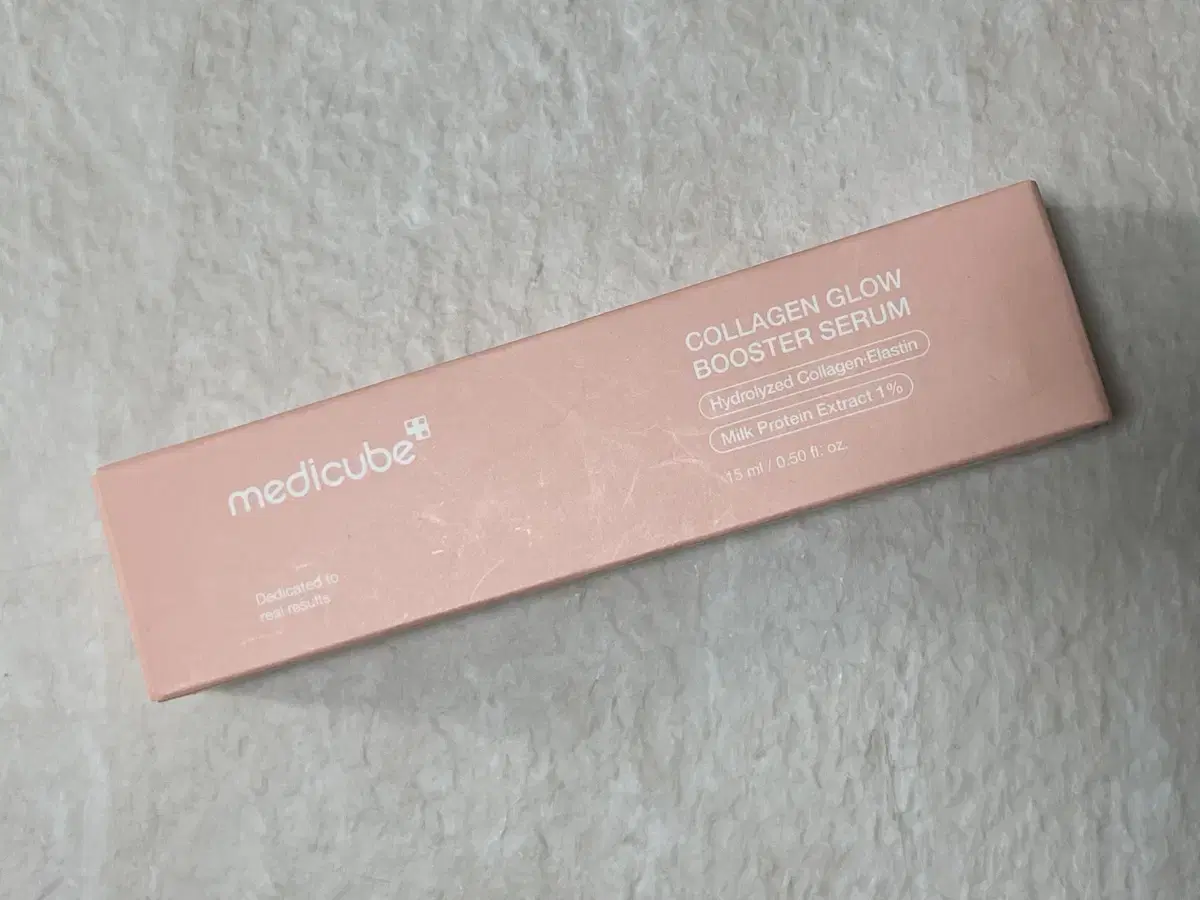 medicube
Dedicated to
real results
COLLAGEN GLOW
BOOSTER SERUM
Hydrolyzed Collagen·Elastin
Milk Protein Extract 1%
15 ml / 0.50 fl. oz.